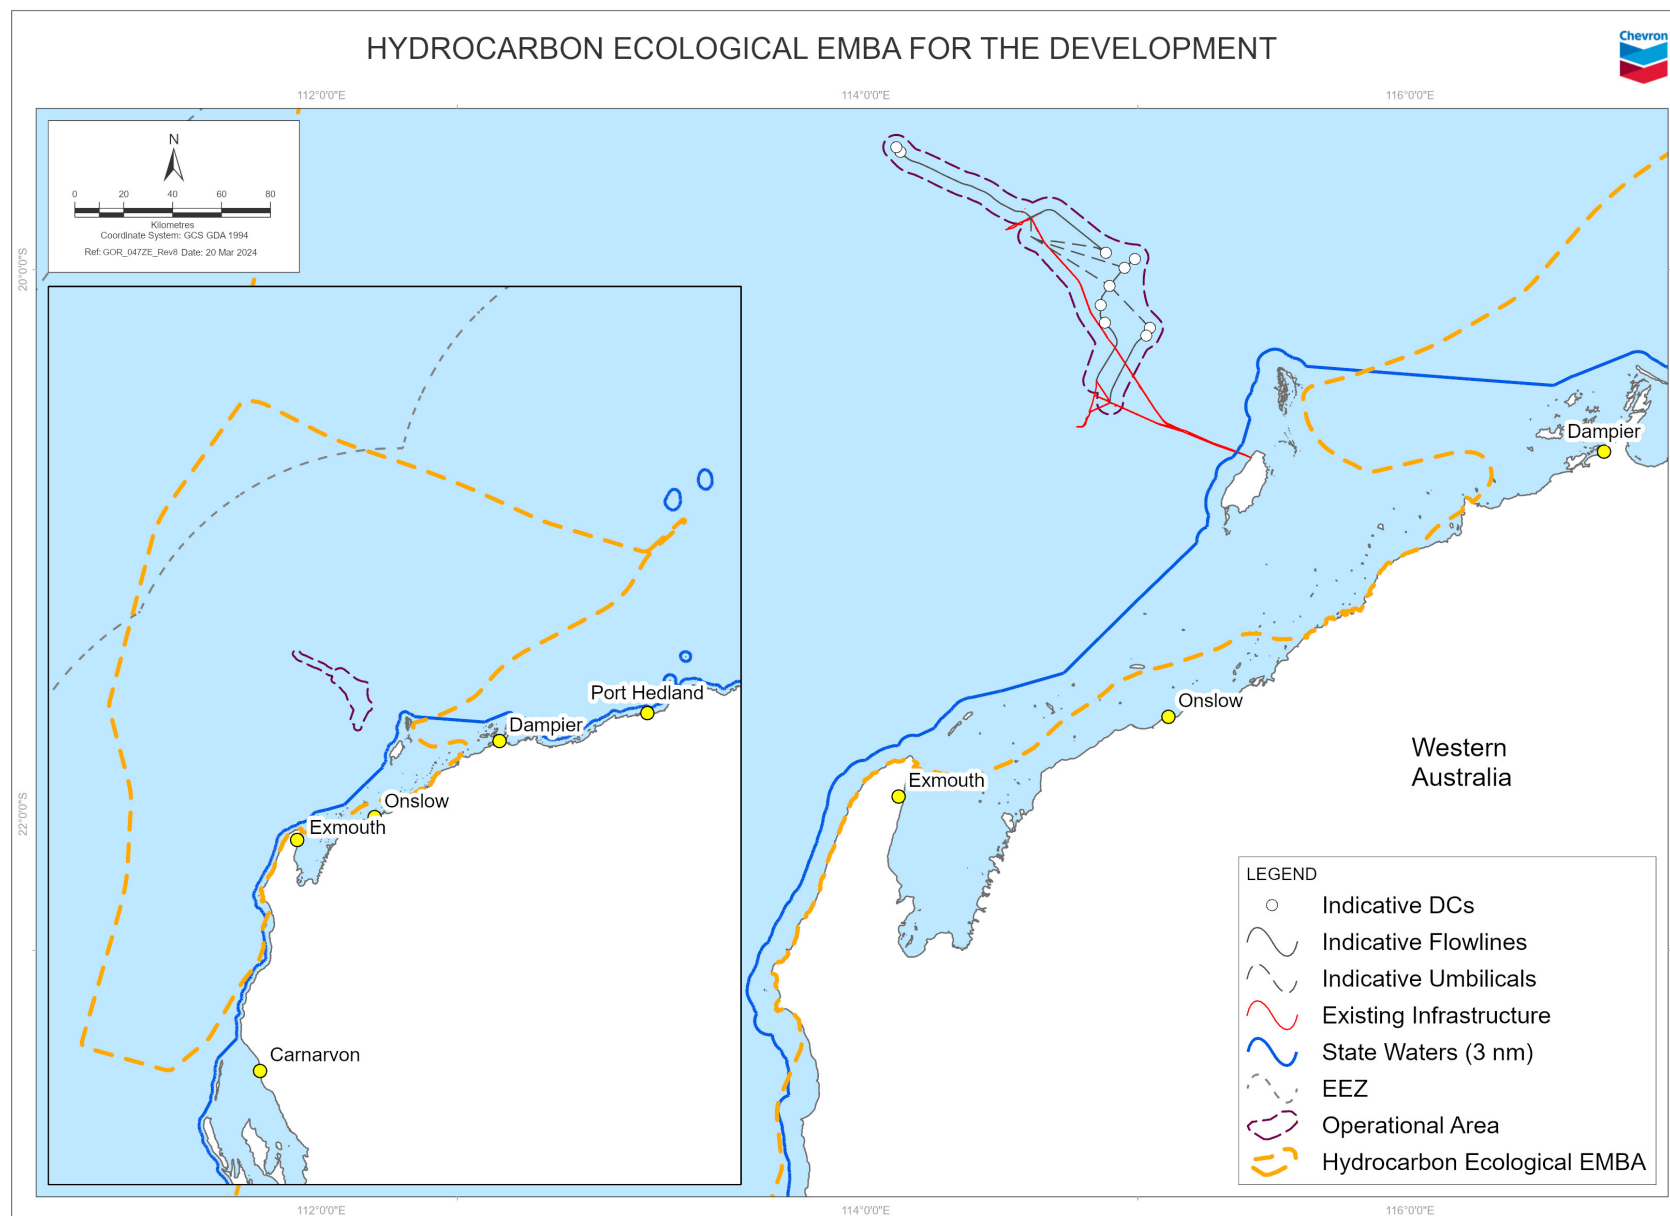 HYDROCARBON ECOLOGICAL EMBA FOR THE DEVELOPMENT
Chevron
112°0'0"E
114°0'0"E
116°0'0"E
N
0 20 40 60 80
Kilometres
Coordinate System: GCS GDA 1994
Ref: GOR_047ZE_Rev8 Date: 20 Mar 2024
20°0'0"S
22°0'0"S
Port Hedland
Dampier
Onslow
Exmouth
Carnarvon
Dampier
Onslow
Exmouth
Western
Australia
LEGEND
Indicative DCs
Indicative Flowlines
Indicative Umbilicals
Existing Infrastructure
State Waters (3 nm)
EEZ
Operational Area
Hydrocarbon Ecological EMBA
112°0'0"E
114°0'0"E
116°0'0"E